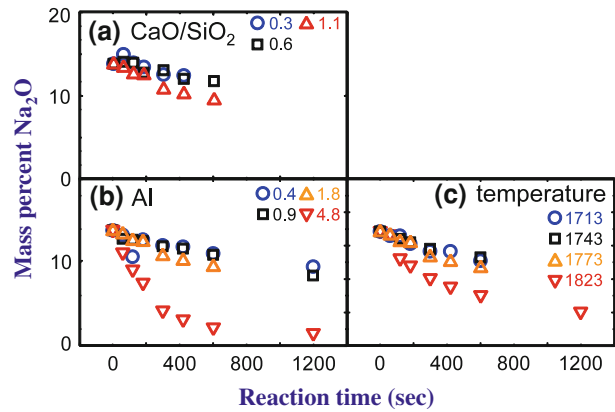 20
(a) CaO/SiO₂
0.3 1.1
0.6
10
0
Mass percent Na₂O
(b) Al
0.4 1.8
0.9 4.8
10
0
(c) temperature
1713
1743
1773
1823
0 400 800 1200
0 400 800 1200
Reaction time (sec)